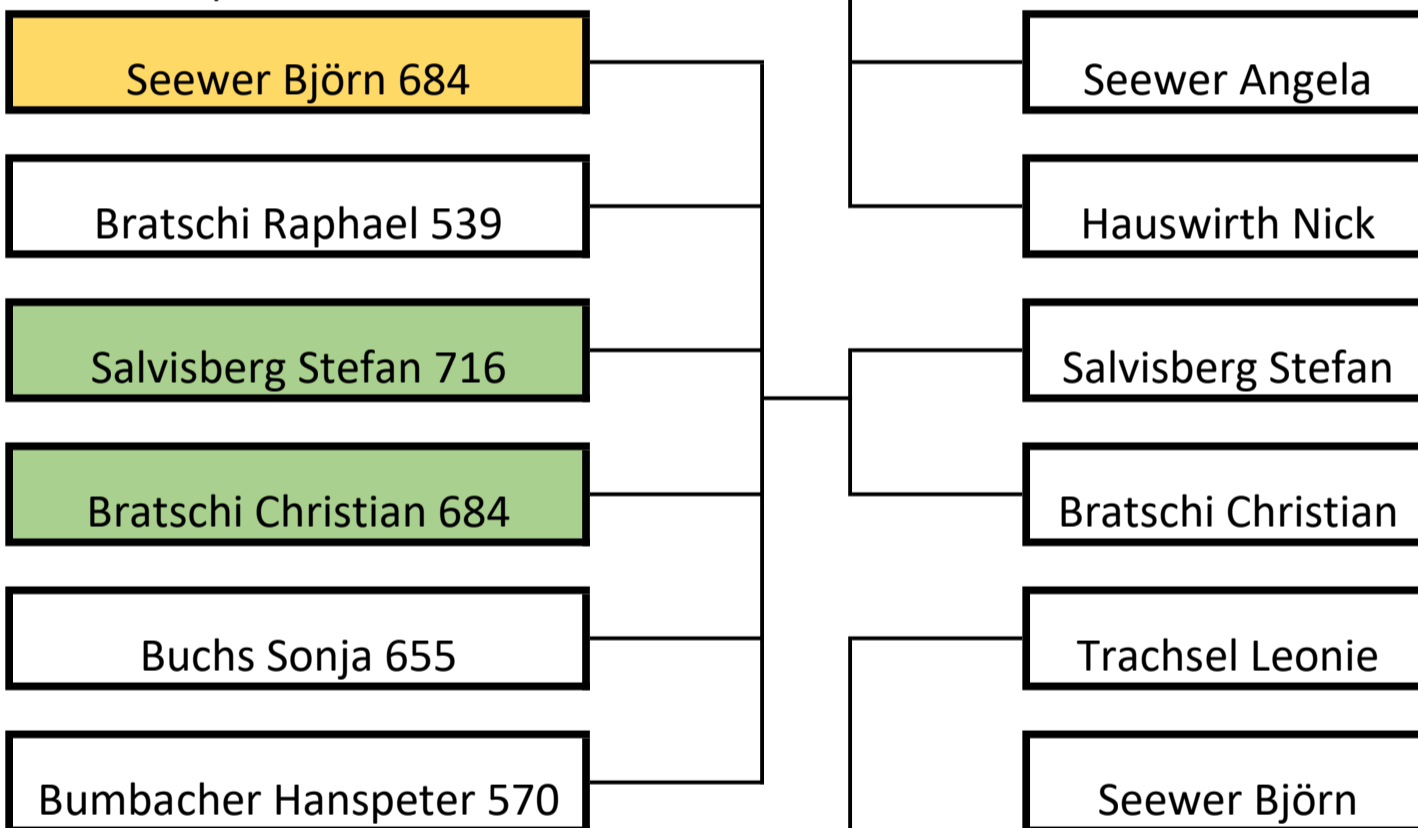 Seewer Björn 684
Bratschi Raphael 539
Salvisberg Stefan 716
Bratschi Christian 684
Buchs Sonja 655
Bumbacher Hanspeter 570
Seewer Angela
Hauswirth Nick
Salvisberg Stefan
Bratschi Christian
Trachsel Leonie
Seewer Björn